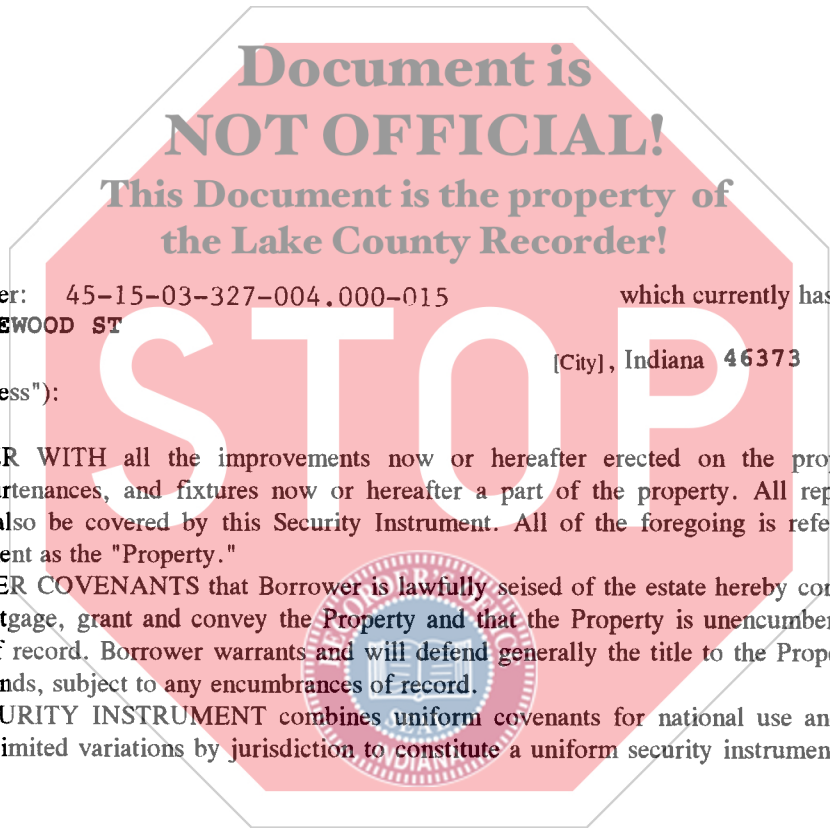 Document is
NOT OFFICIAL!
This Document is the property of
the Lake County Recorder!
er: 45-15-03-327-004.000-015 which currently has
EWOOD ST
[City], Indiana 46373
ess"):
STOP
R WITH all the improvements now or hereafter erected on the prop
rtenances, and fixtures now or hereafter a part of the property. All rep
also be covered by this Security Instrument. All of the foregoing is refe
ent as the "Property."
ER COVENANTS that Borrower is lawfully seised of the estate hereby con
tgage, grant and convey the Property and that the Property is unencumber
f record. Borrower warrants and will defend generally the title to the Prope
nds, subject to any encumbrances of record.
URITY INSTRUMENT combines uniform covenants for national use an
imited variations by jurisdiction to constitute a uniform security instrumen
INDIANA